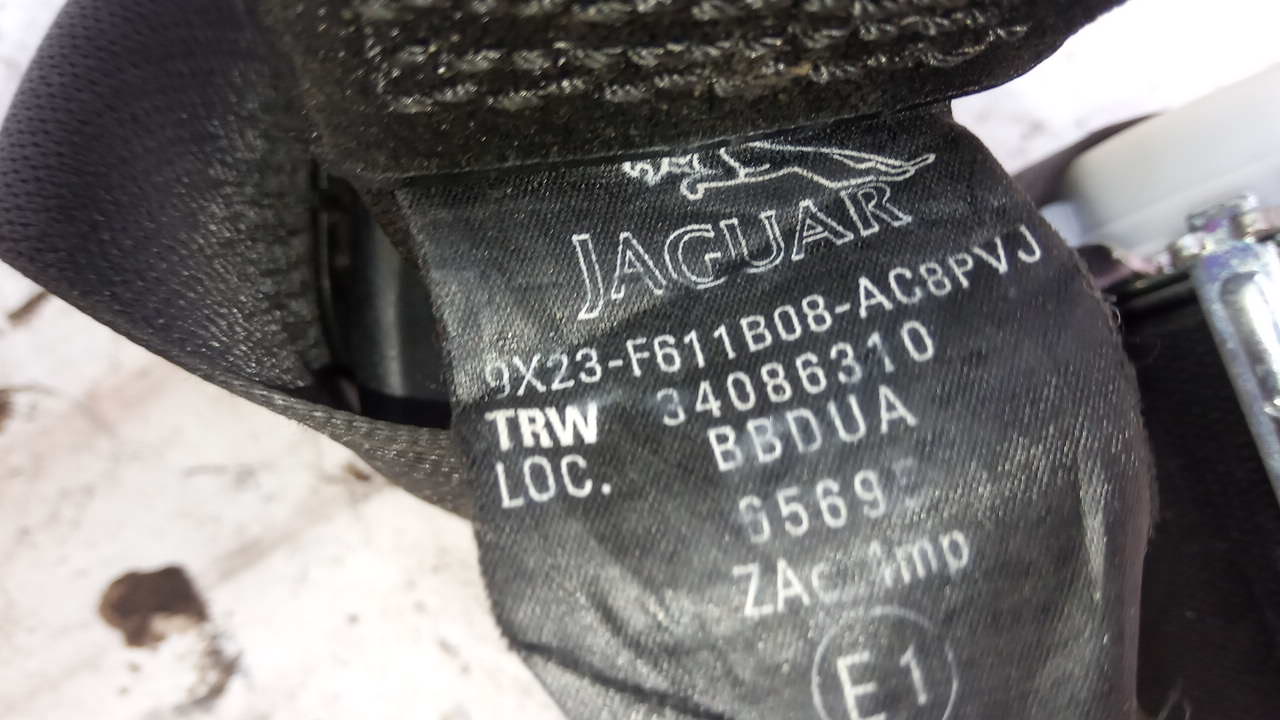 JAGUAR
9X23-F611B08-AC8PVJ
TRW 34086310
LOC. BBDUA
E1